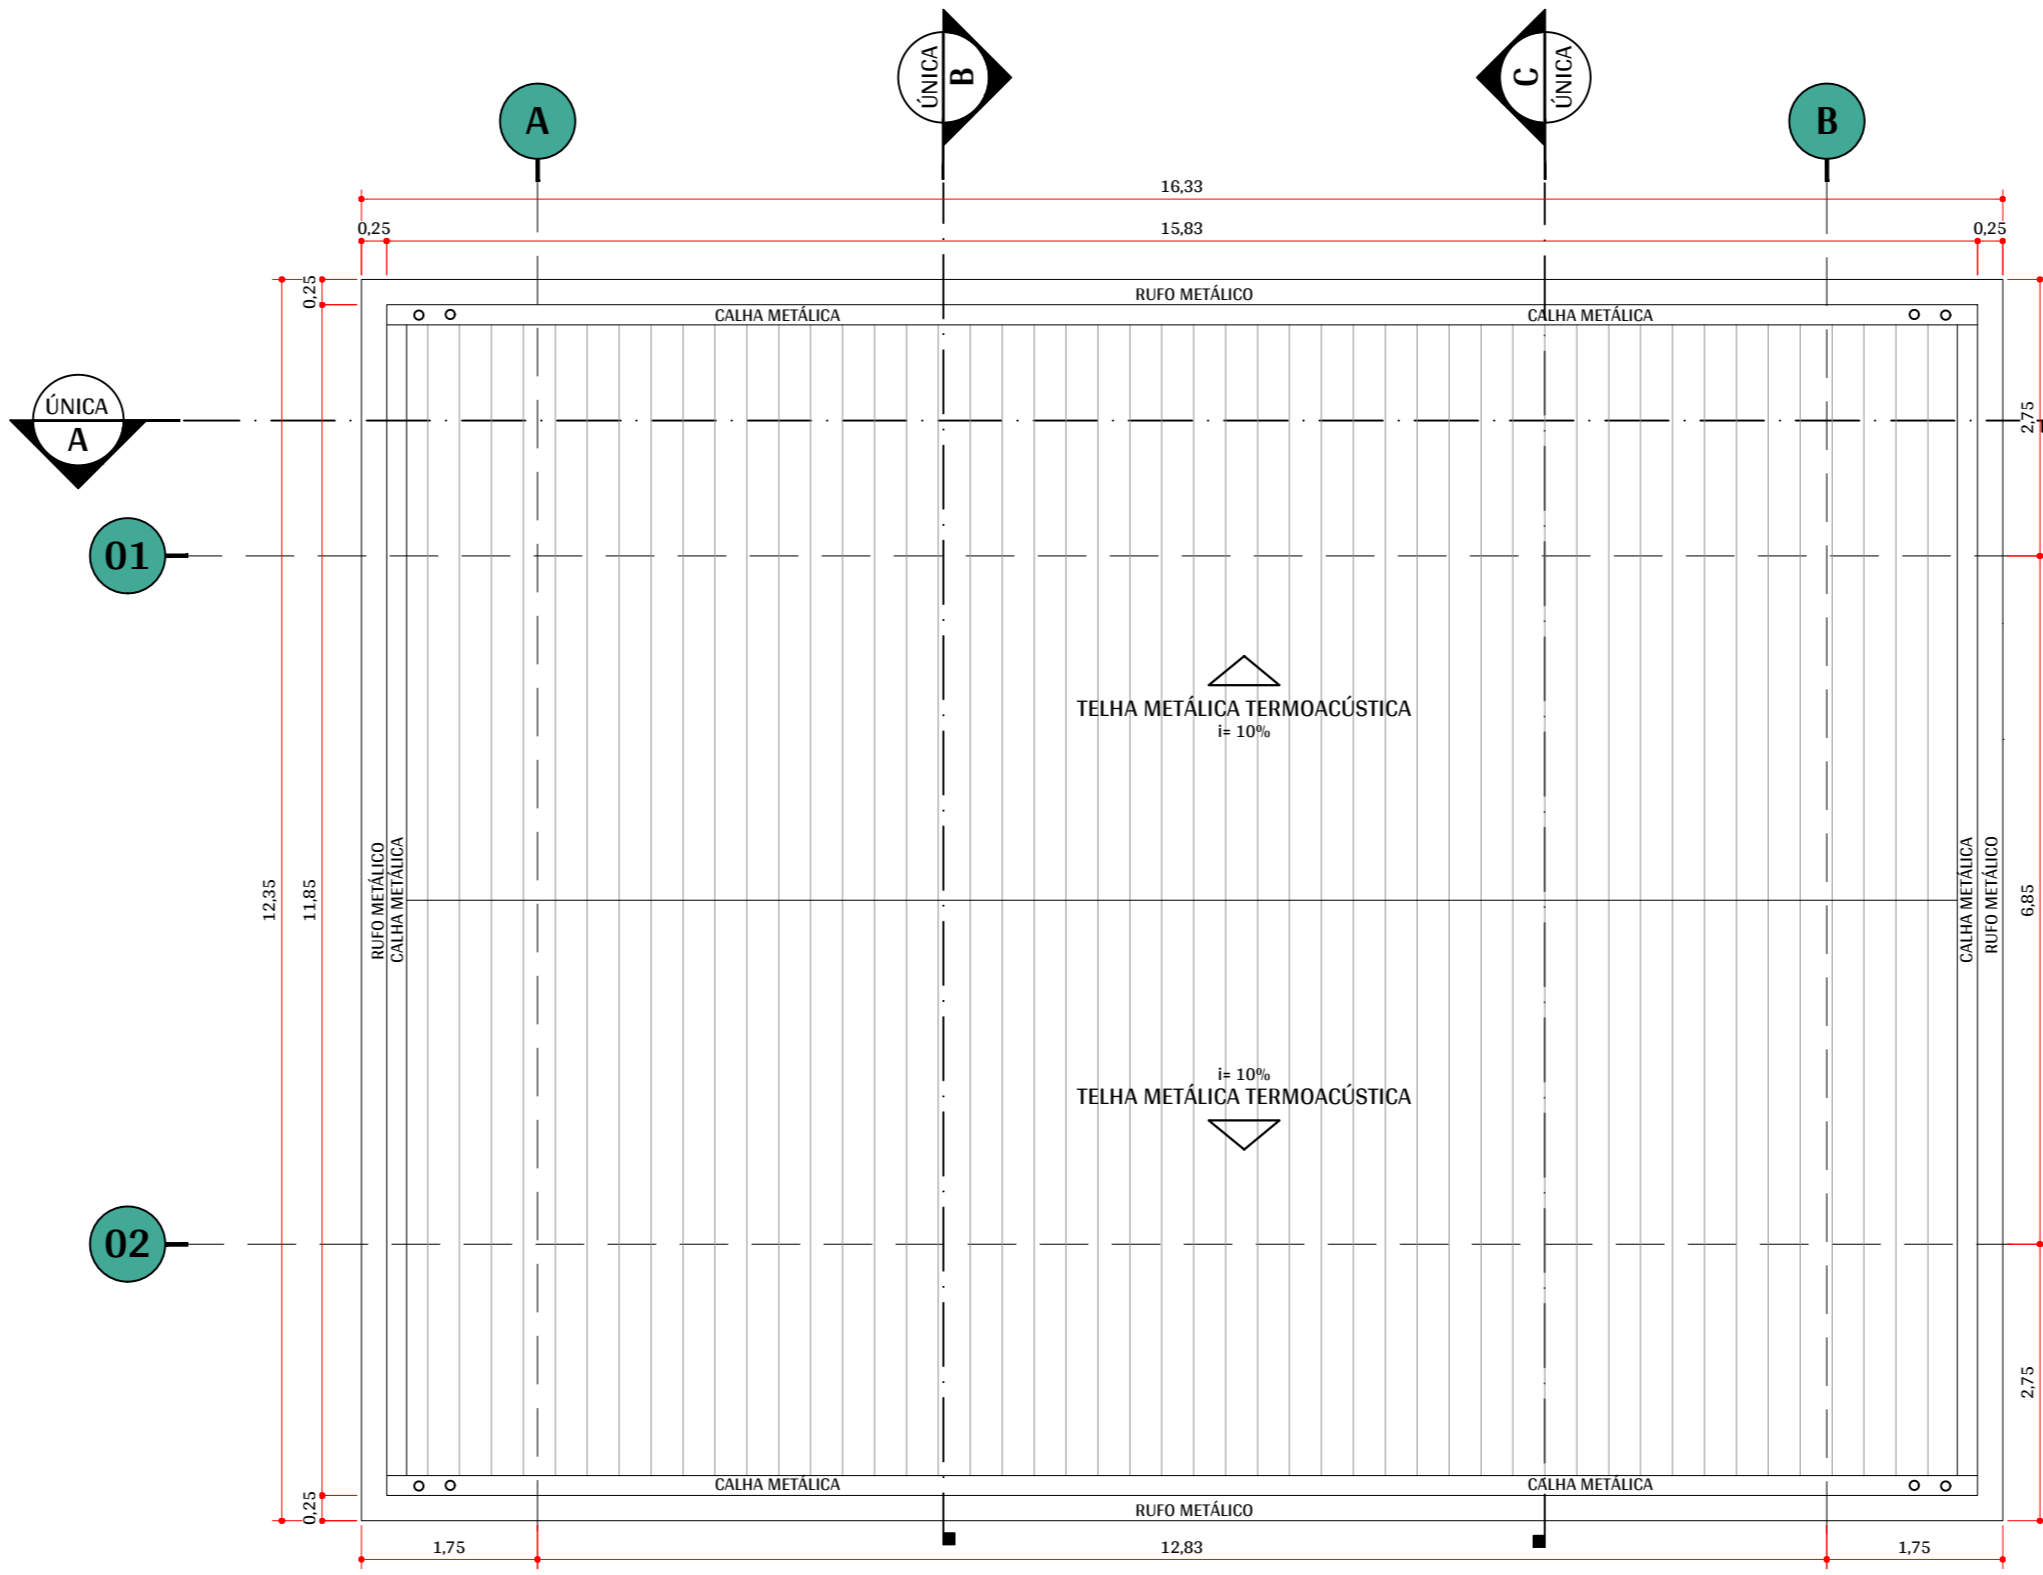 ÚNICA
B
C
ÚNICA
A
B
16,33
0,25
15,83
0,25
0,25
RUFO METÁLICO
CALHA METÁLICA
CALHA METÁLICA
ÚNICA
A
2,75
01
TELHA METÁLICA TERMOACÚSTICA
i= 10%
12,35
11,85
RUFO METÁLICO
CALHA METÁLICA
CALHA METÁLICA
RUFO METÁLICO
6,85
i= 10%
TELHA METÁLICA TERMOACÚSTICA
02
2,75
CALHA METÁLICA
CALHA METÁLICA
0,25
RUFO METÁLICO
1,75
12,83
1,75